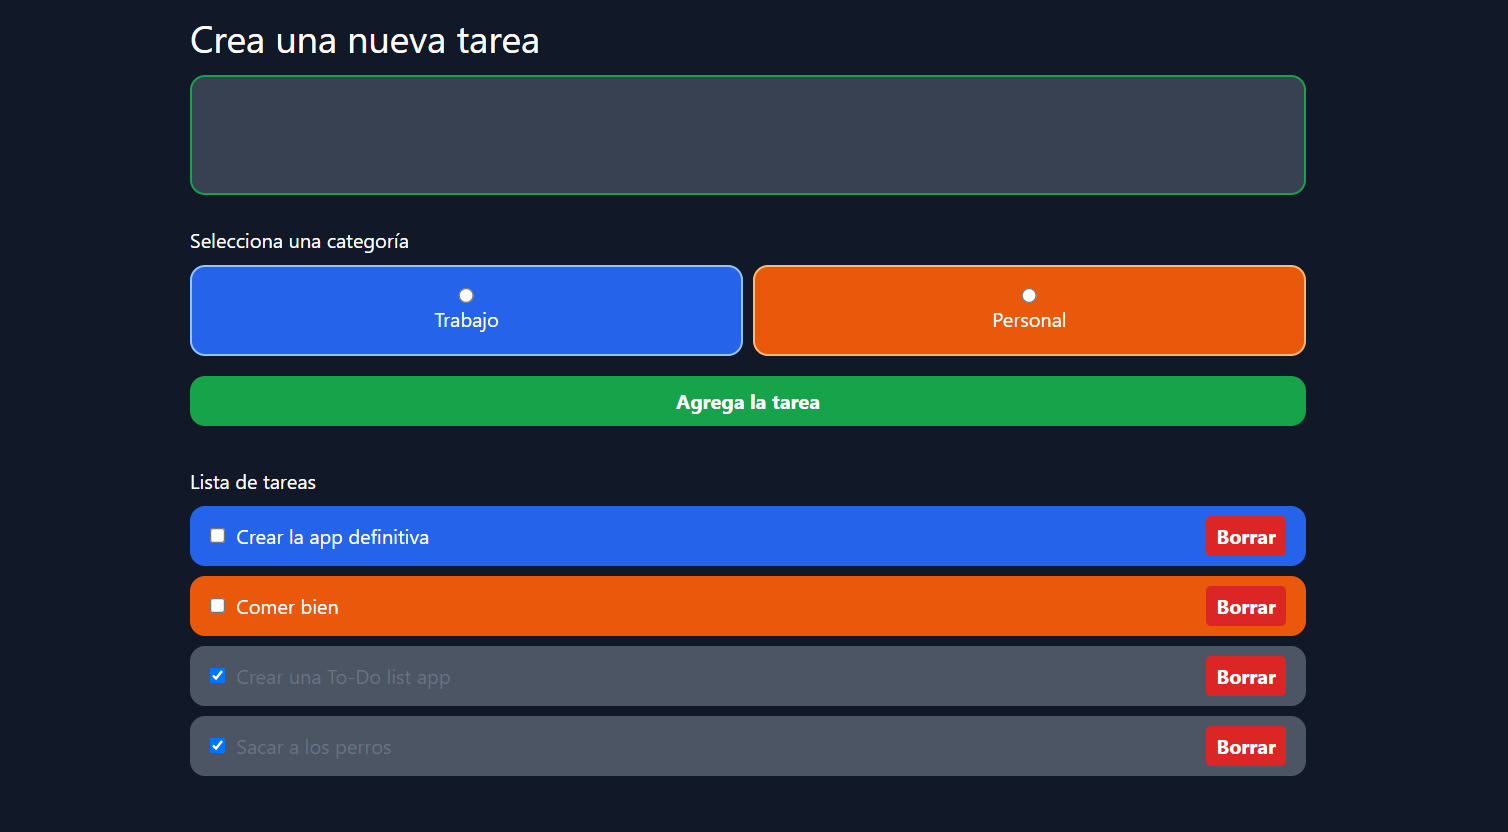 Crea una nueva tarea
Selecciona una categoría
Trabajo
Personal
Agrega la tarea
Lista de tareas
Crear la app definitiva
Borrar
Comer bien
Borrar
Crear una To-Do list app
Borrar
Sacar a los perros
Borrar